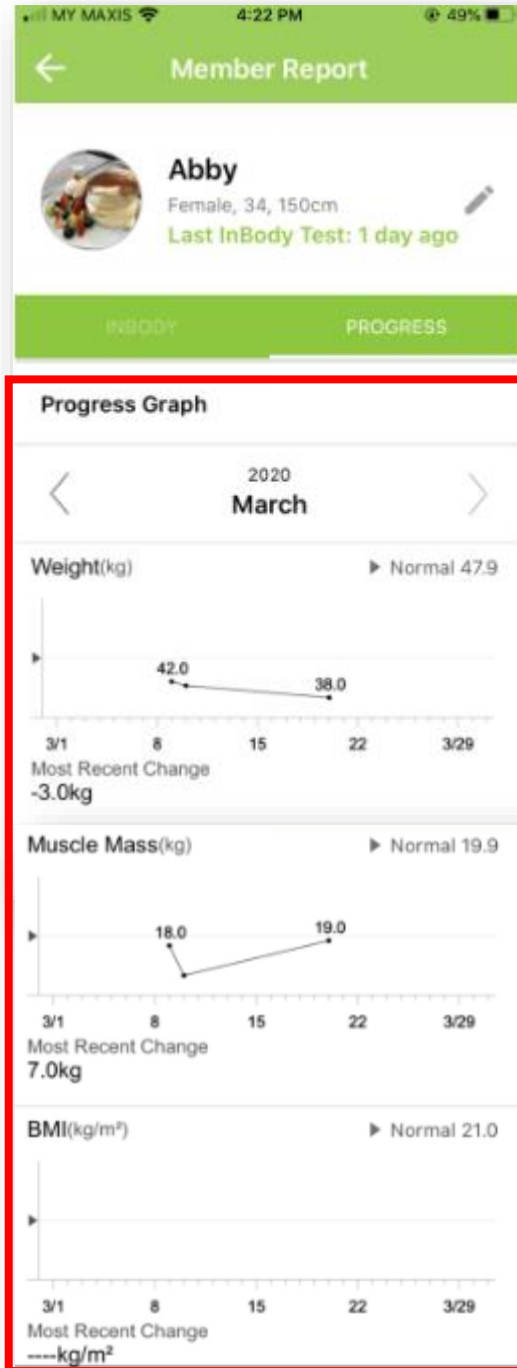 MY MAXIS 4:22 PM 49%
Member Report
Abby
Female, 34, 150cm
Last InBody Test: 1 day ago
INBODY PROGRESS
Progress Graph
2020
March
Weight(kg) Normal 47.9
42.0 38.0
3/1 8 15 22 3/29
Most Recent Change
-3.0kg
Muscle Mass(kg) Normal 19.9
18.0 19.0
3/1 8 15 22 3/29
Most Recent Change
7.0kg
BMI(kg/m²) Normal 21.0
3/1 8 15 22 3/29
Most Recent Change
----kg/m²